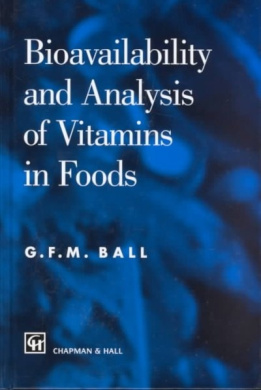 Bioavailability
and Analysis
of Vitamins
in Foods
G.F.M. BALL
CH
CHAPMAN & HALL